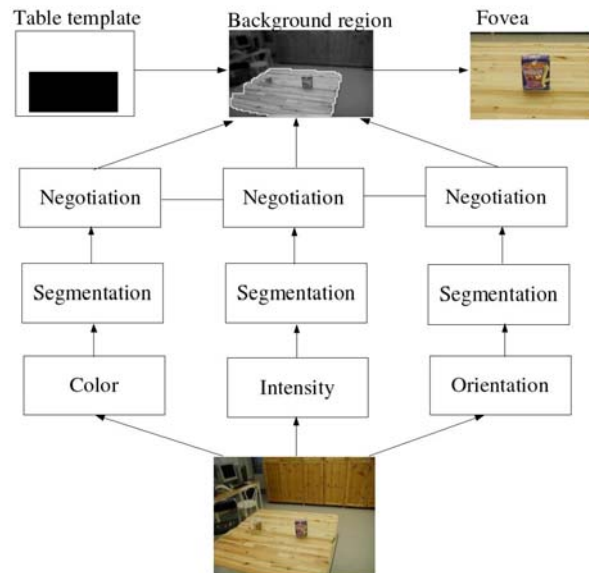 Table template
Background region
Fovea
Negotiation
Negotiation
Negotiation
Segmentation
Segmentation
Segmentation
Color
Intensity
Orientation